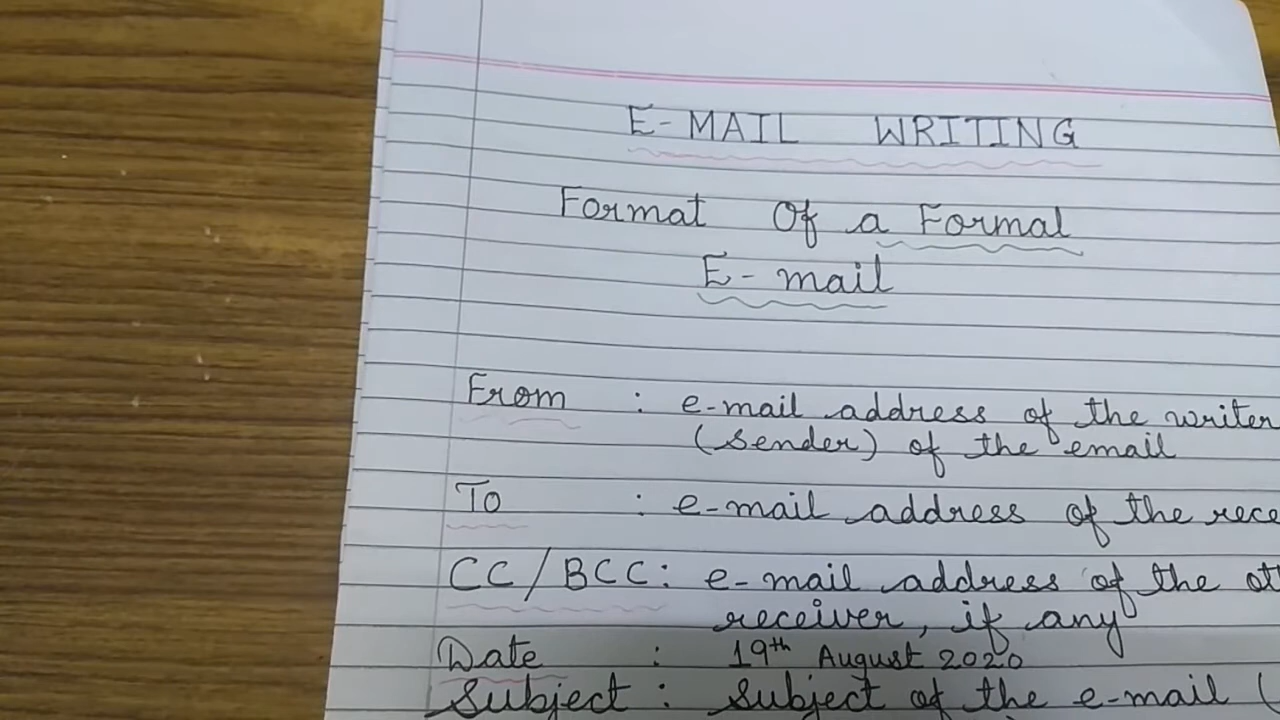 E-MAIL WRITING
Format Of a Formal
E-mail
From : e-mail address of the writer
(sender) of the email
To : e-mail address of the
CC/BCC: e-mail address of the
receiver, if any
Date : 19th August 2020
Subject : Subject of the e-mail (